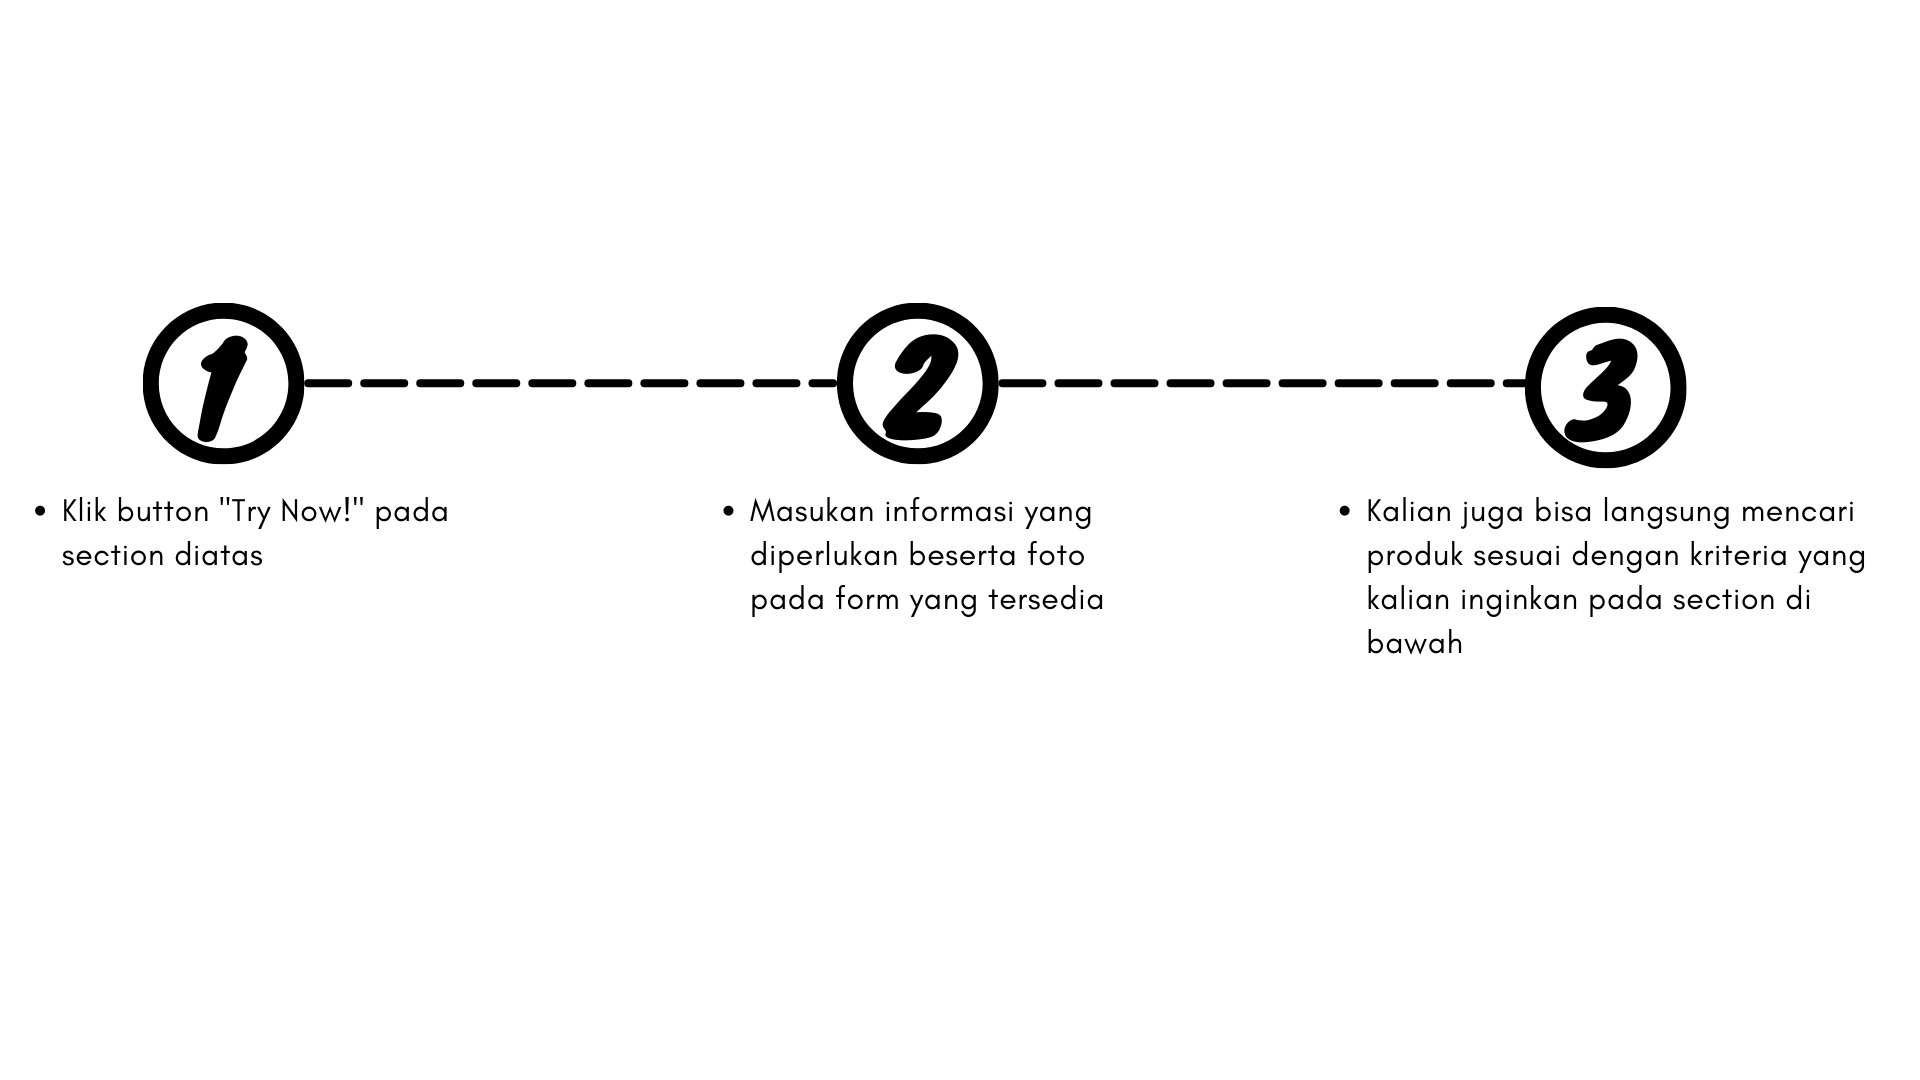 1
2
3
• Klik button "Try Now!" pada
section diatas
• Masukan informasi yang
diperlukan beserta foto
pada form yang tersedia
• Kalian juga bisa langsung mencari
produk sesuai dengan kriteria yang
kalian inginkan pada section di
bawah